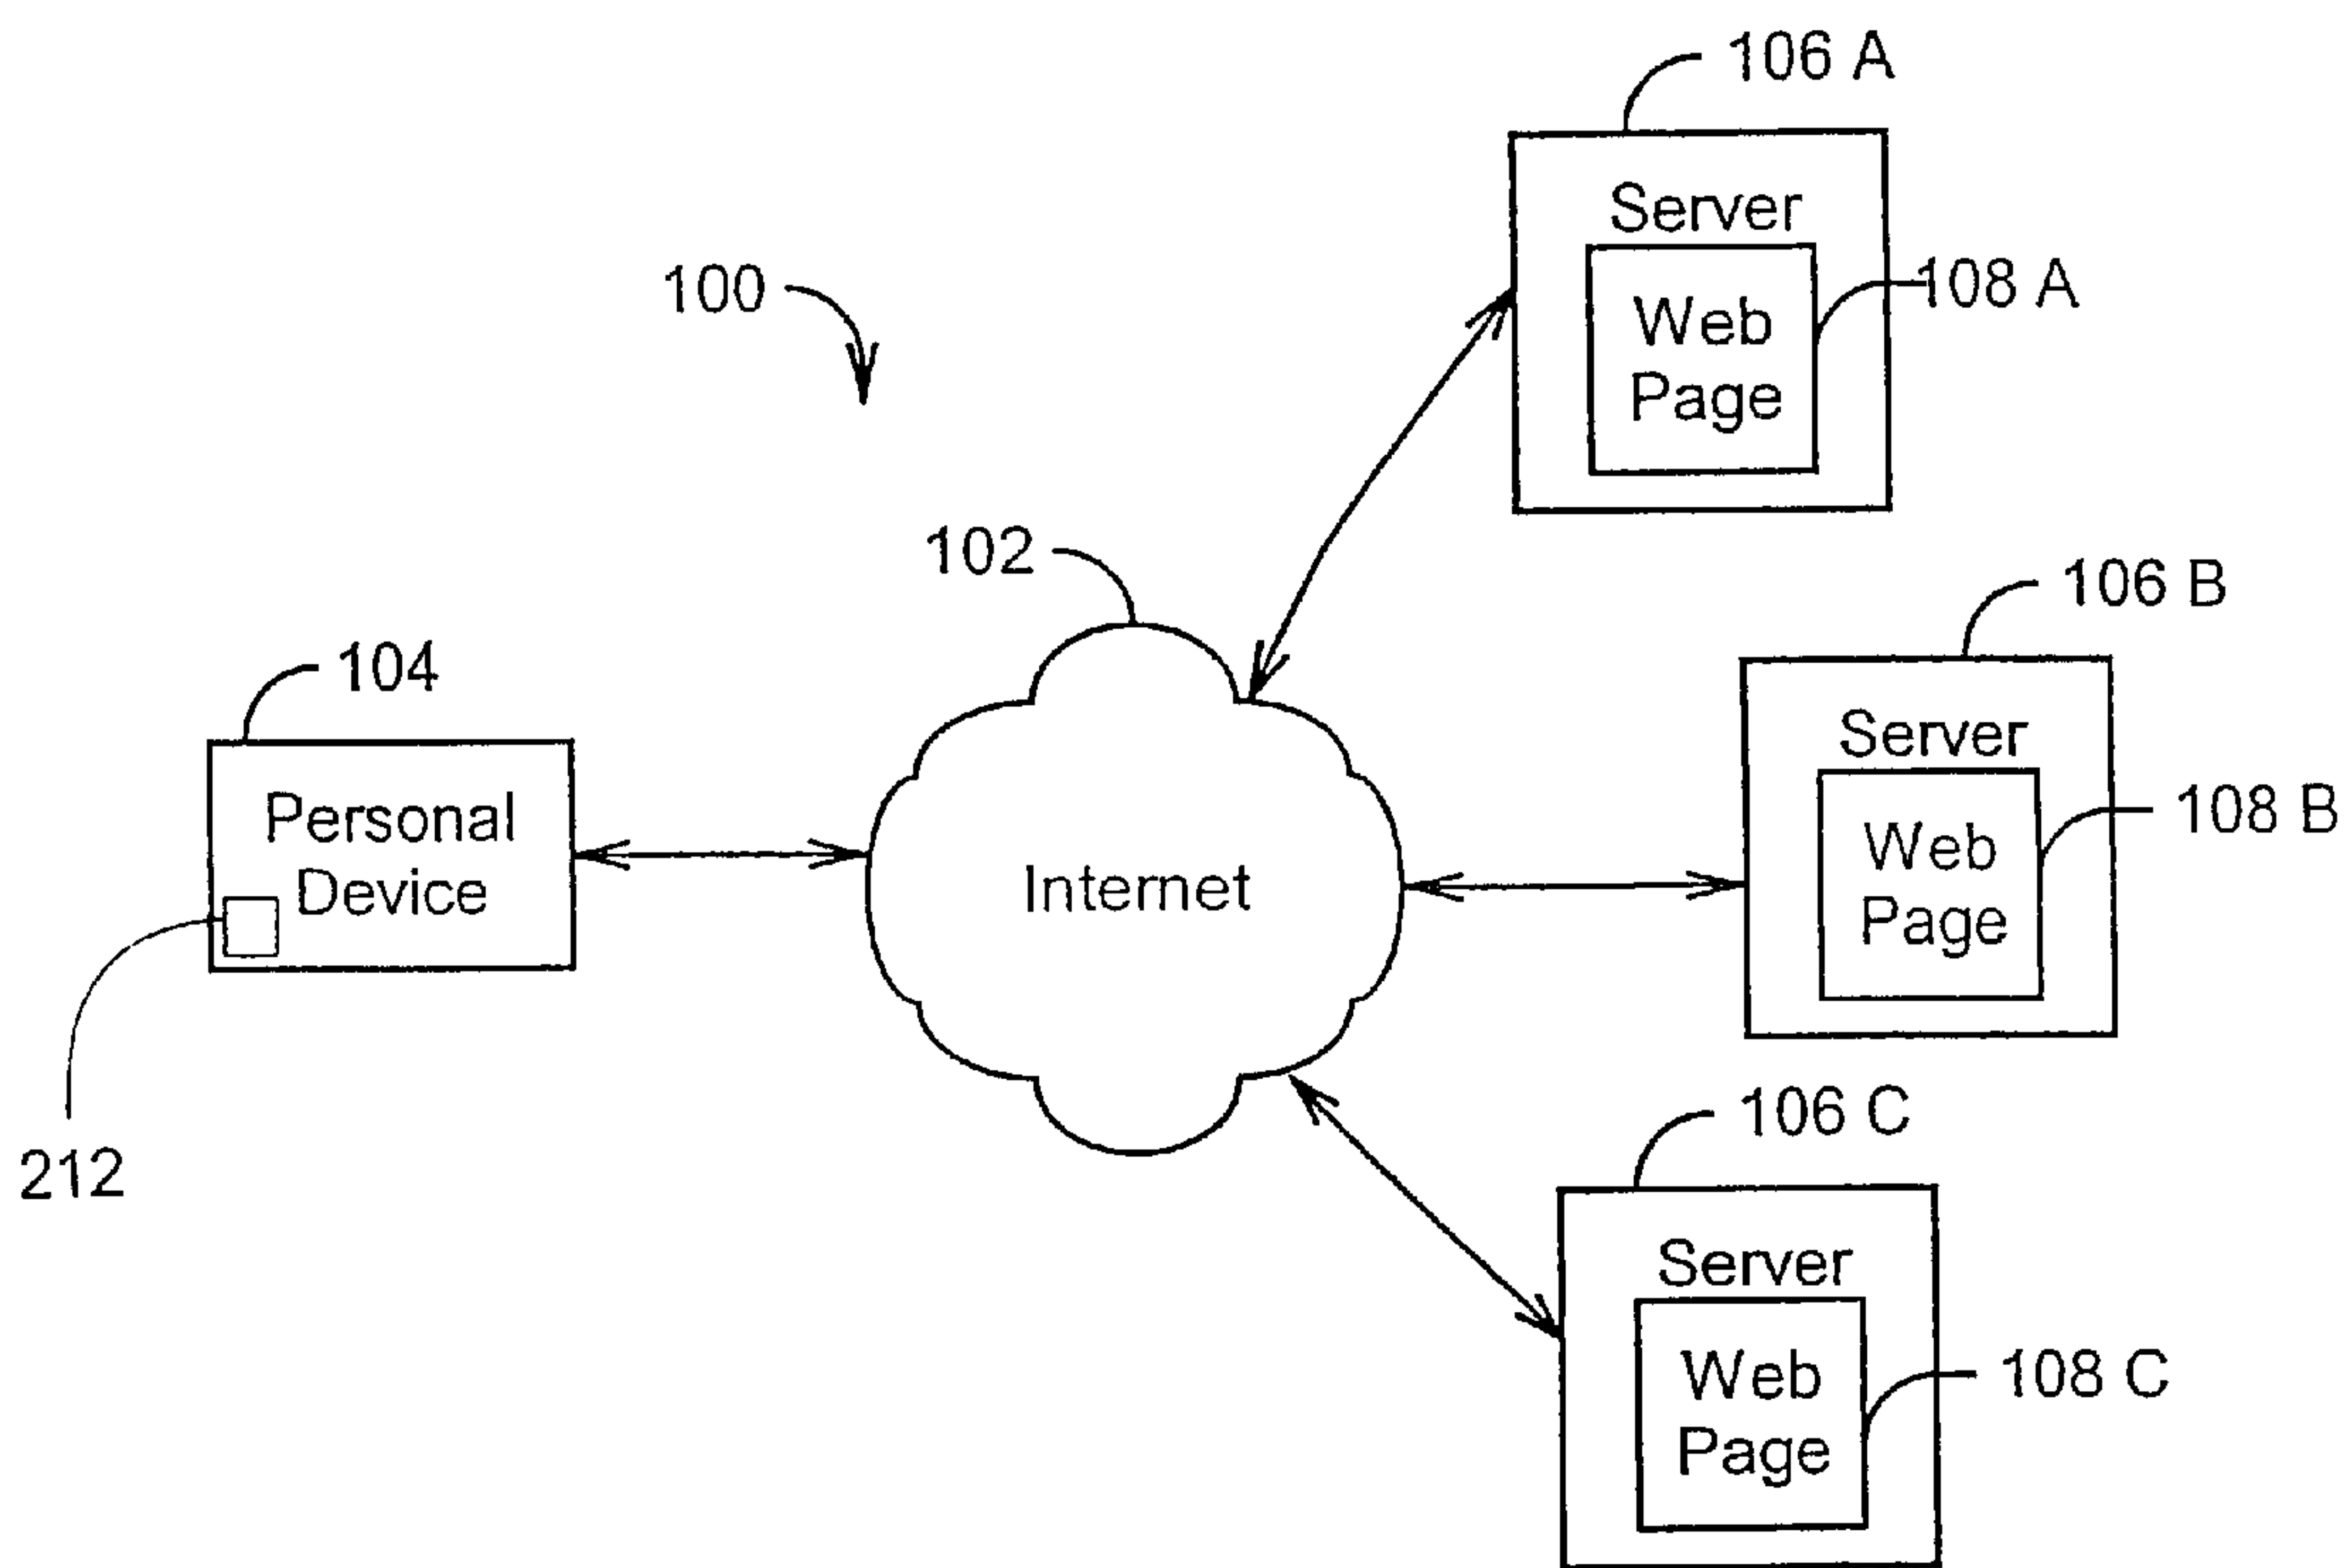 106 A
Server
100
108 A
Web
Page
102
106 B
104
Server
Personal
Device
108 B
Web
Page
Internet
106 C
212
Server
Web
Page
108 C